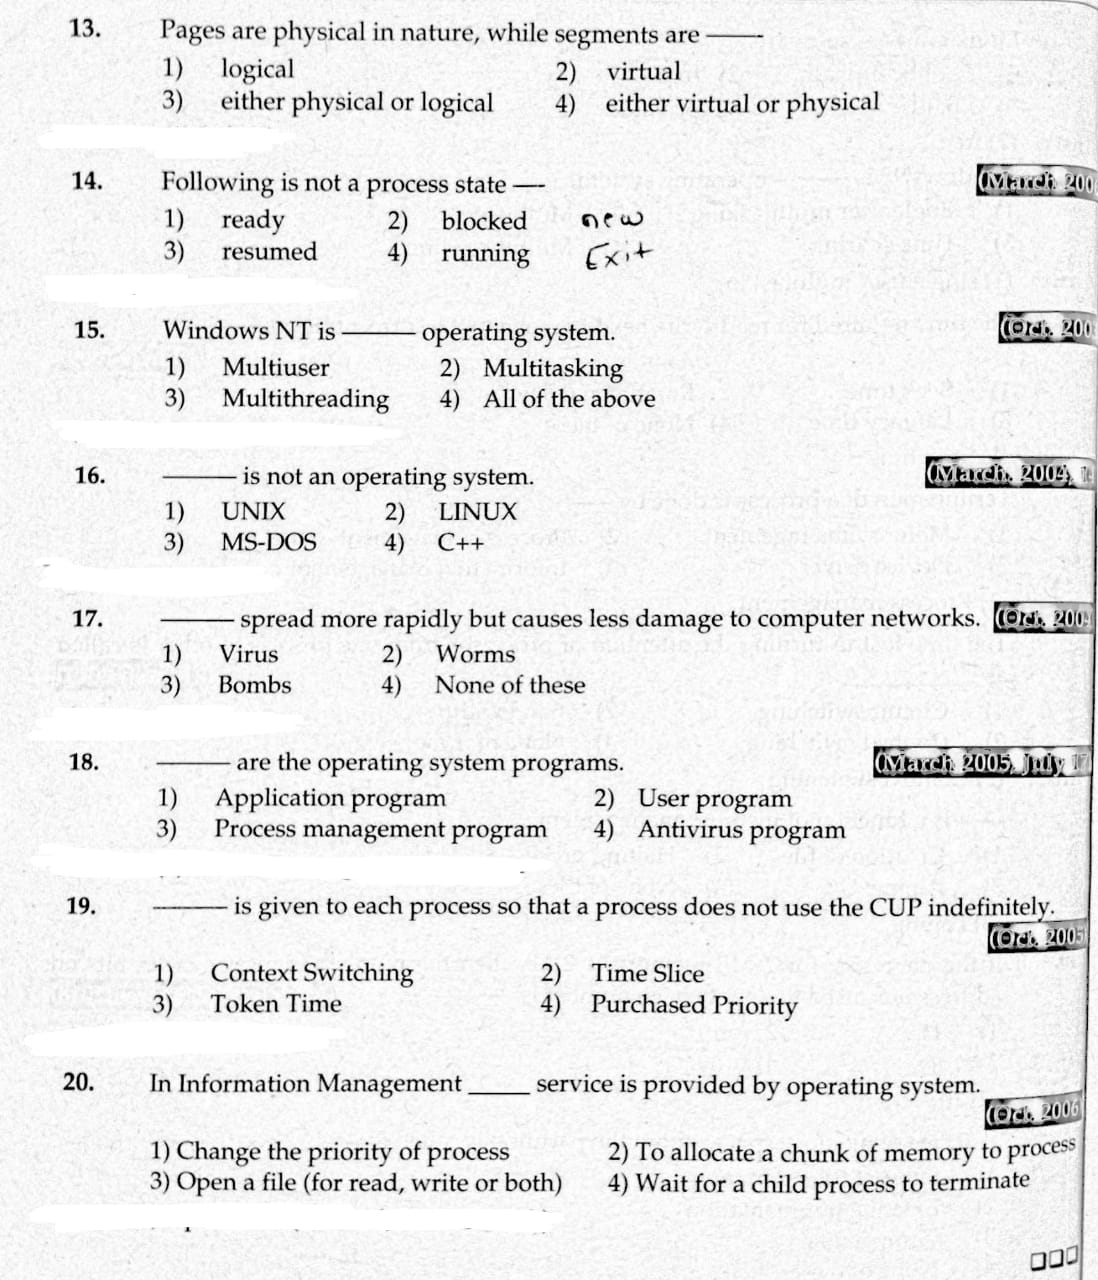 13. Pages are physical in nature, while segments are ———
1) logical 2) virtual
3) either physical or logical 4) either virtual or physical
14. Following is not a process state —- (March 200
1) ready 2) blocked new
3) resumed 4) running Exit
15. Windows NT is ——— operating system. (Oct. 200
1) Multiuser 2) Multitasking
3) Multithreading 4) All of the above
16. ——— is not an operating system. (March. 2004,
1) UNIX 2) LINUX
3) MS-DOS 4) C++
17. ——— spread more rapidly but causes less damage to computer networks. (Oct. 200
1) Virus 2) Worms
3) Bombs 4) None of these
18. ——— are the operating system programs. (March 2005, July 17
1) Application program 2) User program
3) Process management program 4) Antivirus program
19. ——— is given to each process so that a process does not use the CUP indefinitely.
(Oct. 2005
1) Context Switching 2) Time Slice
3) Token Time 4) Purchased Priority
20. In Information Management _____ service is provided by operating system.
(Oct. 2006
1) Change the priority of process 2) To allocate a chunk of memory to process
3) Open a file (for read, write or both) 4) Wait for a child process to terminate